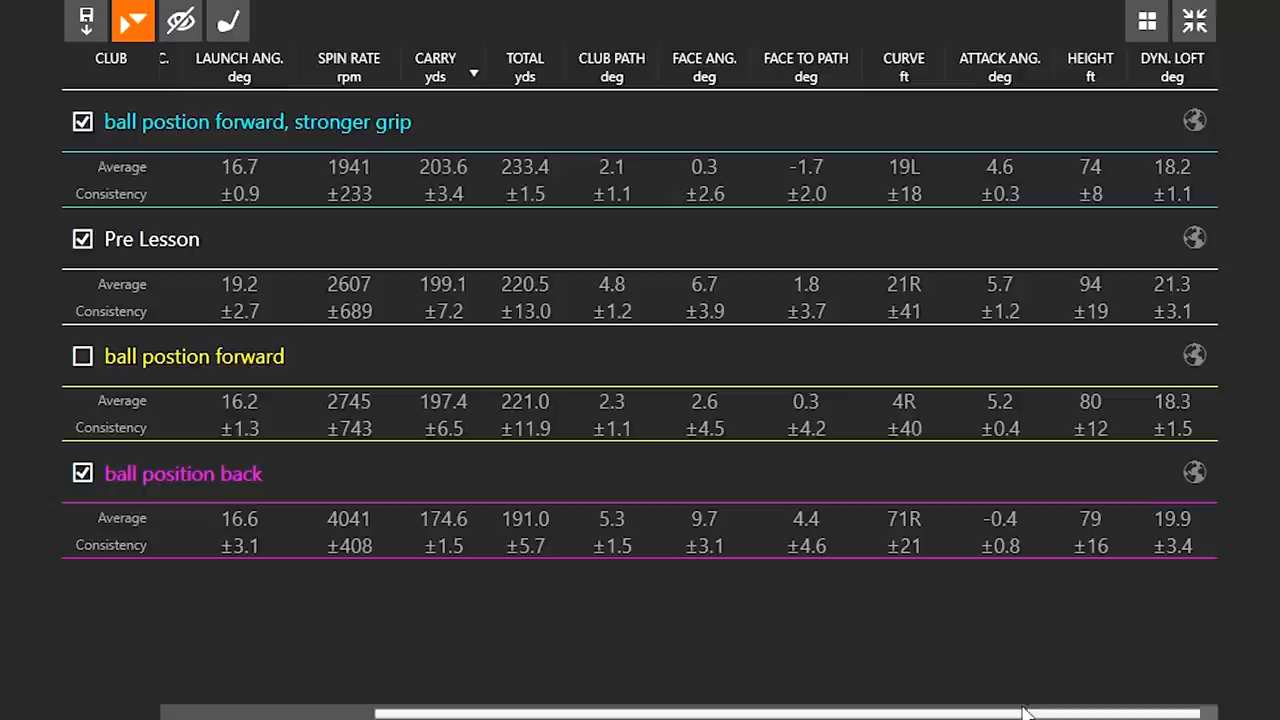 CLUB C. LAUNCH ANG. SPIN RATE CARRY TOTAL CLUB PATH FACE ANG. FACE TO PATH CURVE ATTACK ANG. HEIGHT DYN. LOFT
deg rpm yds yds deg deg deg ft deg ft deg
ball postion forward, stronger grip
Average 16.7 1941 203.6 233.4 2.1 0.3 -1.7 19L 4.6 74 18.2
Consistency ±0.9 ±233 ±3.4 ±1.5 ±1.1 ±2.6 ±2.0 ±18 ±0.3 ±8 ±1.1
Pre Lesson
Average 19.2 2607 199.1 220.5 4.8 6.7 1.8 21R 5.7 94 21.3
Consistency ±2.7 ±689 ±7.2 ±13.0 ±1.2 ±3.9 ±3.7 ±41 ±1.2 ±19 ±3.1
ball postion forward
Average 16.2 2745 197.4 221.0 2.3 2.6 0.3 4R 5.2 80 18.3
Consistency ±1.3 ±743 ±6.5 ±11.9 ±1.1 ±4.5 ±4.2 ±40 ±0.4 ±12 ±1.5
ball position back
Average 16.6 4041 174.6 191.0 5.3 9.7 4.4 71R -0.4 79 19.9
Consistency ±3.1 ±408 ±1.5 ±5.7 ±1.5 ±3.1 ±4.6 ±21 ±0.8 ±16 ±3.4